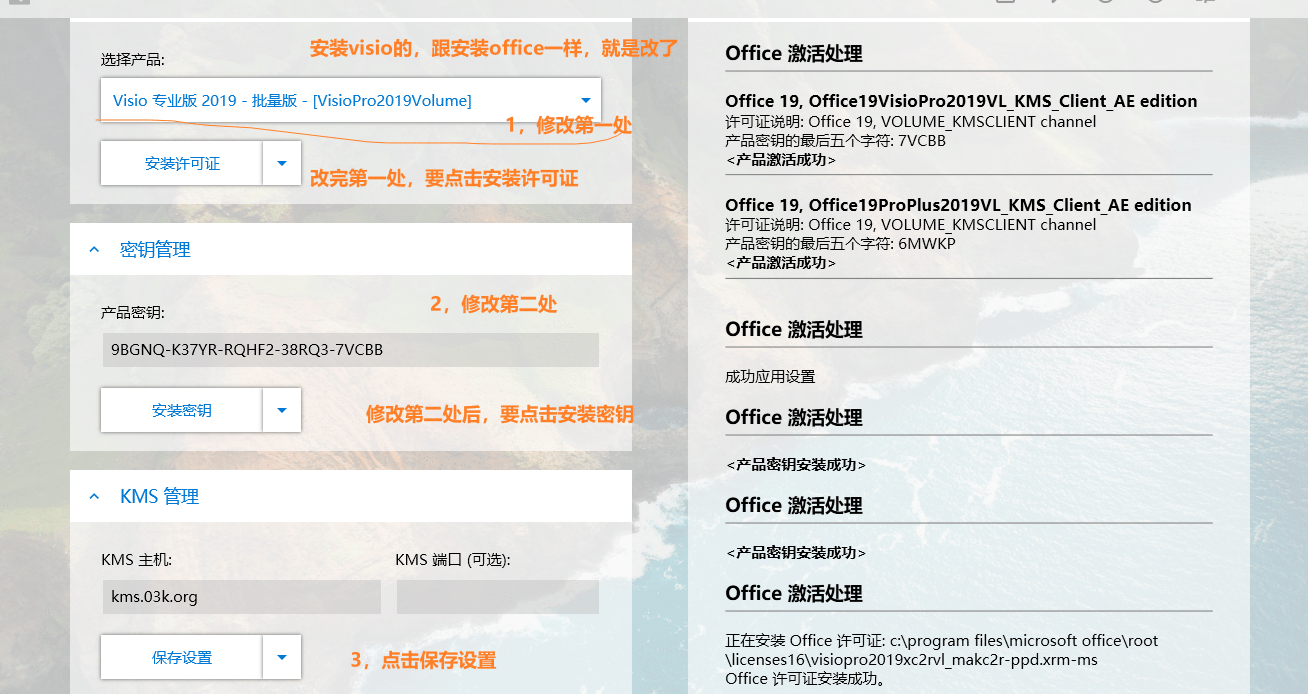 选择产品:
安装visio的，跟安装office一样，就是改了
Visio 专业版 2019 - 批量版 - [VisioPro2019Volume]
1，修改第一处
安装许可证
改完第一处，要点击安装许可证
密钥管理
产品密钥:
2，修改第二处
9BGNQ-K37YR-RQHF2-38RQ3-7VCBB
安装密钥
修改第二处后，要点击安装密钥
KMS 管理
KMS 主机:
KMS 端口 (可选):
kms.03k.org
保存设置
3，点击保存设置
Office 激活处理
Office 19, Office19VisioPro2019VL_KMS_Client_AE edition
许可证说明: Office 19, VOLUME_KMSCLIENT channel
产品密钥的最后五个字符: 7VCBB
<产品激活成功>
Office 19, Office19ProPlus2019VL_KMS_Client_AE edition
许可证说明: Office 19, VOLUME_KMSCLIENT channel
产品密钥的最后五个字符: 6MWKP
<产品激活成功>
Office 激活处理
成功应用设置
Office 激活处理
<产品密钥安装成功>
Office 激活处理
<产品密钥安装成功>
Office 激活处理
正在安装 Office 许可证: c:\program files\microsoft office\root
\licenses16\visiopro2019xc2rvl_makc2r-ppd.xrm-ms
Office 许可证安装成功。